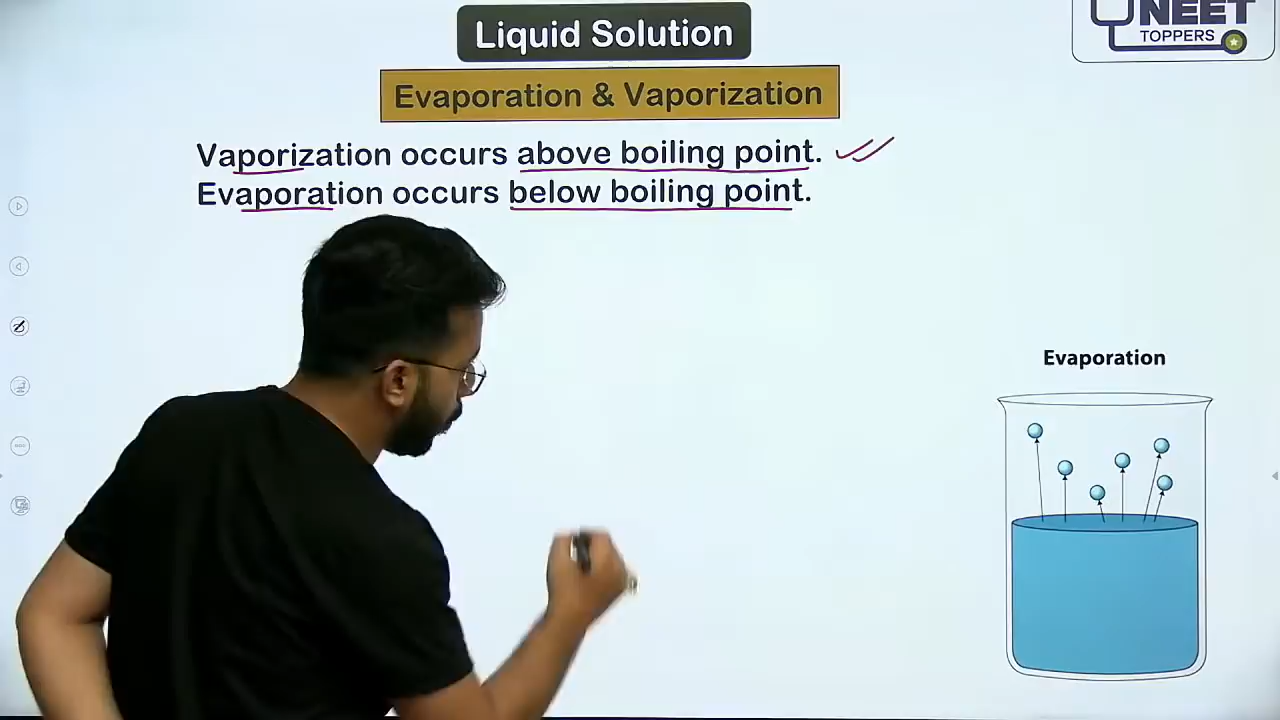 Liquid Solution
NEET
TOPPERS
Evaporation & Vaporization
Vaporization occurs above boiling point.
Evaporation occurs below boiling point.
Evaporation